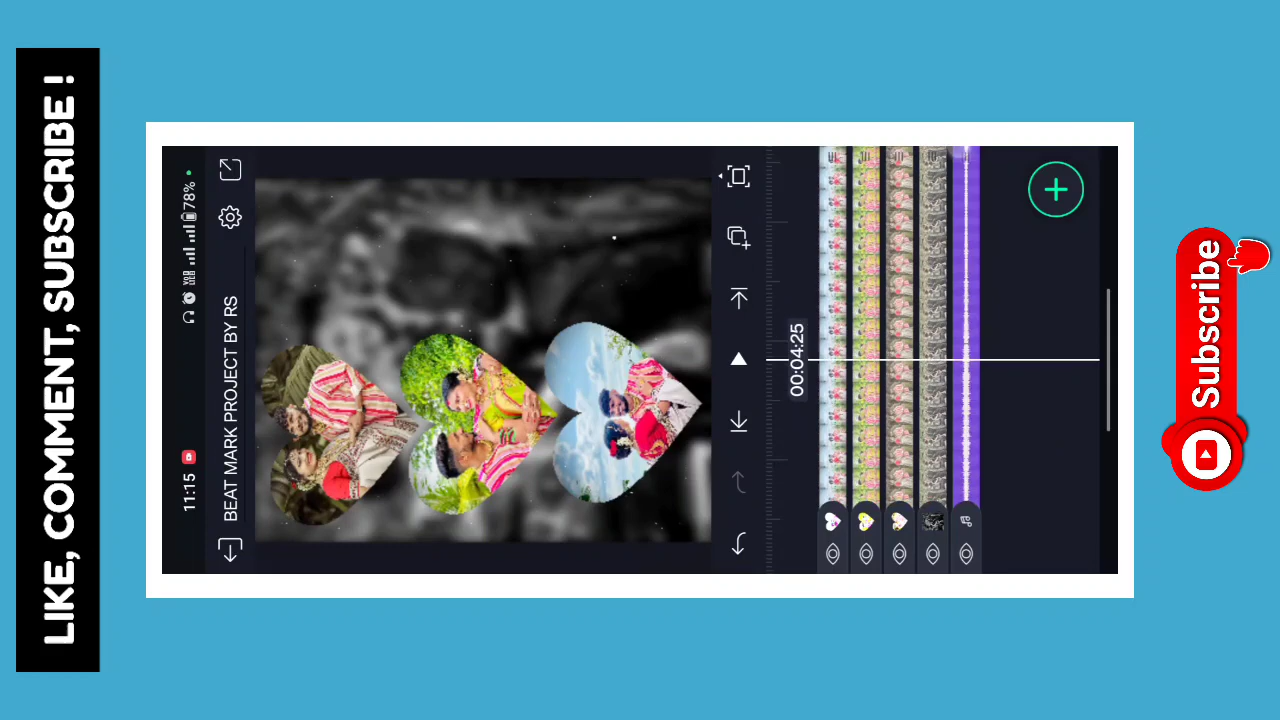 LIKE, COMMENT, SUBSCRIBE !
11:15
78%
BEAT MARK PROJECT BY RS
00:04:25
Subscribe